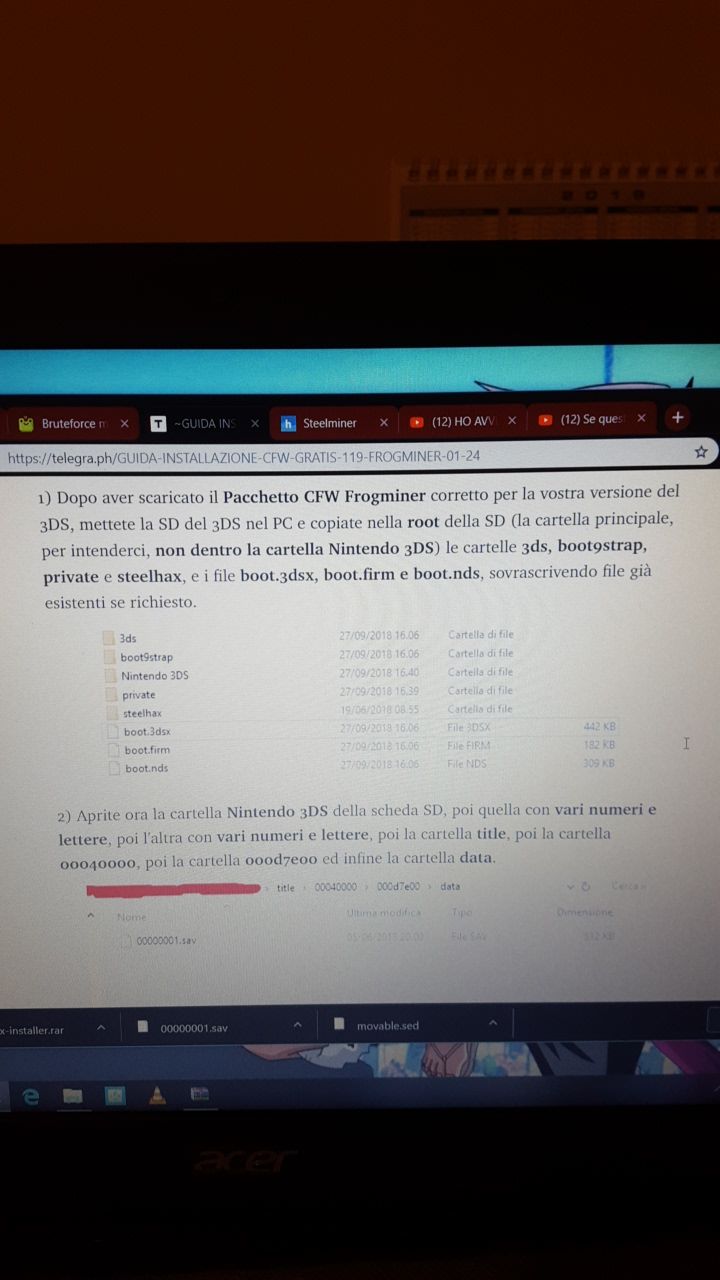 2019
Bruteforce m
~GUIDA INS
Steelminer
(12) HO AVV
(12) Se ques
https://telegra.ph/GUIDA-INSTALLAZIONE-CFW-GRATIS-119-FROGMINER-01-24
1) Dopo aver scaricato il Pacchetto CFW Frogminer corretto per la vostra versione del
3DS, mettete la SD del 3DS nel PC e copiate nella root della SD (la cartella principale,
per intenderci, non dentro la cartella Nintendo 3DS) le cartelle 3ds, boot9strap,
private e steelhax, e i file boot.3dsx, boot.firm e boot.nds, sovrascrivendo file già
esistenti se richiesto.
3ds 27/09/2018 16.06 Cartella di file
boot9strap 27/09/2018 16.06 Cartella di file
Nintendo 3DS 27/09/2018 16.40 Cartella di file
private 27/09/2018 16.39 Cartella di file
steelhax 19/06/2018 08.55 Cartella di file
boot.3dsx 27/09/2018 16.06 File 3DSX 442 KB
boot.firm 27/09/2018 16.06 File FIRM 182 KB
boot.nds 27/09/2018 16.06 File NDS 309 KB
2) Aprite ora la cartella Nintendo 3DS della scheda SD, poi quella con vari numeri e
lettere, poi l'altra con vari numeri e lettere, poi la cartella title, poi la cartella
00040000, poi la cartella 000d7e00 ed infine la cartella data.
title › 00040000 › 000d7e00 › data
Nome Ultima modifica Tipo Dimensione
00000001.sav File SAV
x-installer.rar
00000001.sav
movable.sed
acer